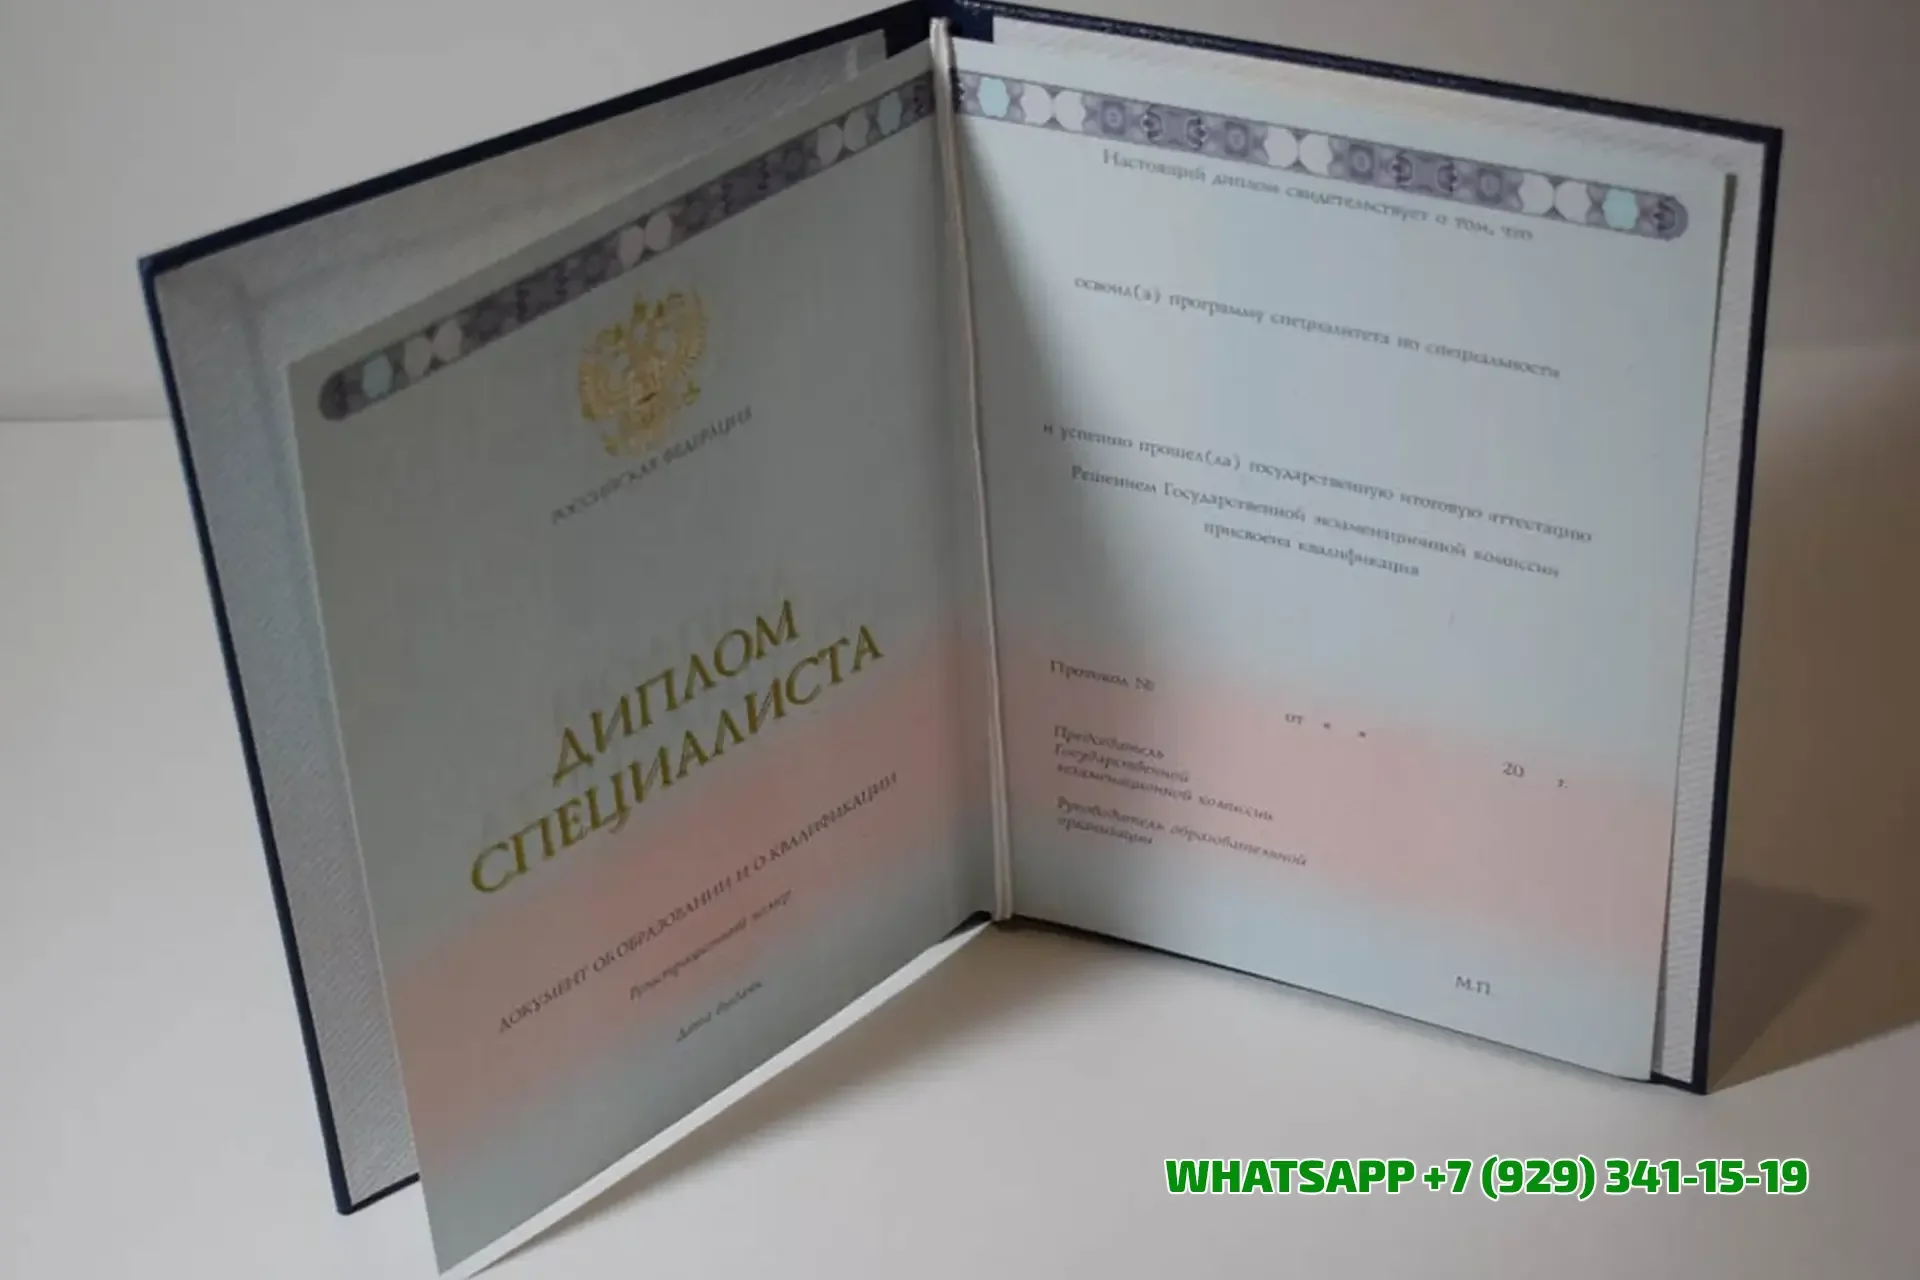 РОССИЙСКАЯ ФЕДЕРАЦИЯ
ДИПЛОМ
СПЕЦИАЛИСТА
ДОКУМЕНТ ОБ ОБРАЗОВАНИИ И О КВАЛИФИКАЦИИ
Регистрационный номер
Дата выдачи
Настоящий диплом свидетельствует о том, что
освоил(а) программу специалитета по специальности
и успешно прошел(ла) государственную итоговую аттестацию
Решением Государственной экзаменационной комиссии
присвоена квалификация
Протокол №
от « »
20 г.
Председатель
Государственной
экзаменационной комиссии
Руководитель образовательной
организации
М.П.
WHATSAPP +7 (929) 341-15-19